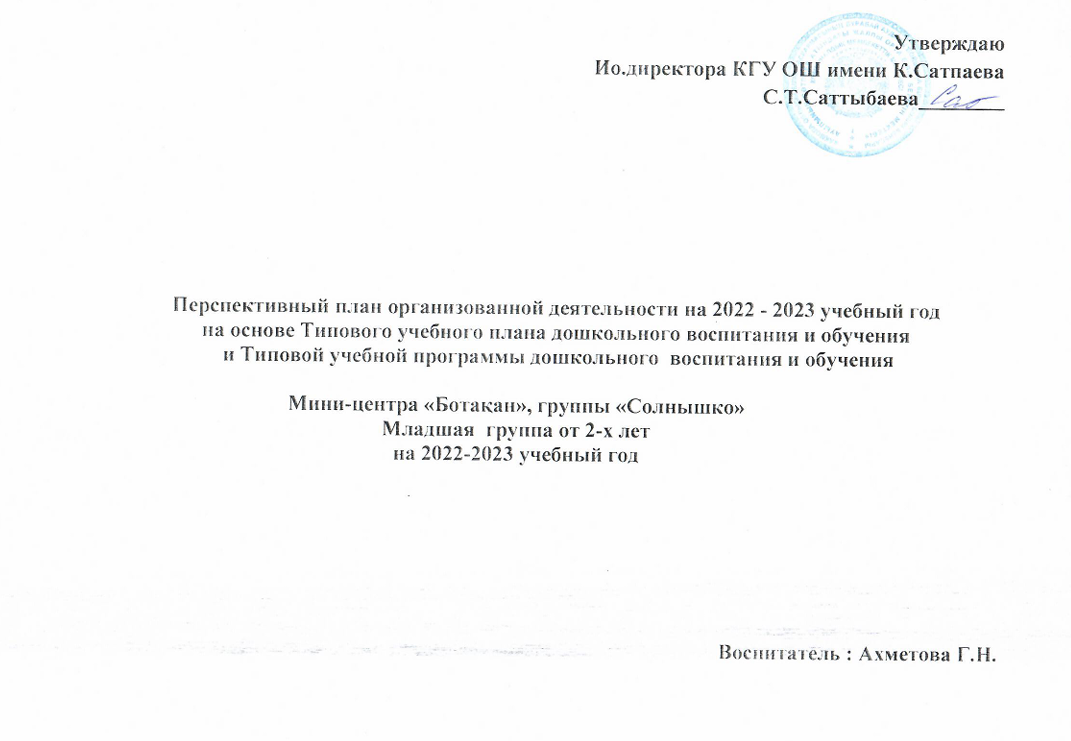 Утверждаю
Ио.директора КГУ ОШ имени К.Сатпаева
С.Т.Саттыбаева
Перспективный план организованной деятельности на 2022 - 2023 учебный год
на основе Типового учебного плана дошкольного воспитания и обучения
и Типовой учебной программы дошкольного воспитания и обучения
Мини-центра «Ботақан», группы «Солнышко»
Младшая группа от 2-х лет
на 2022-2023 учебный год
Воспитатель : Ахметова Г.Н.